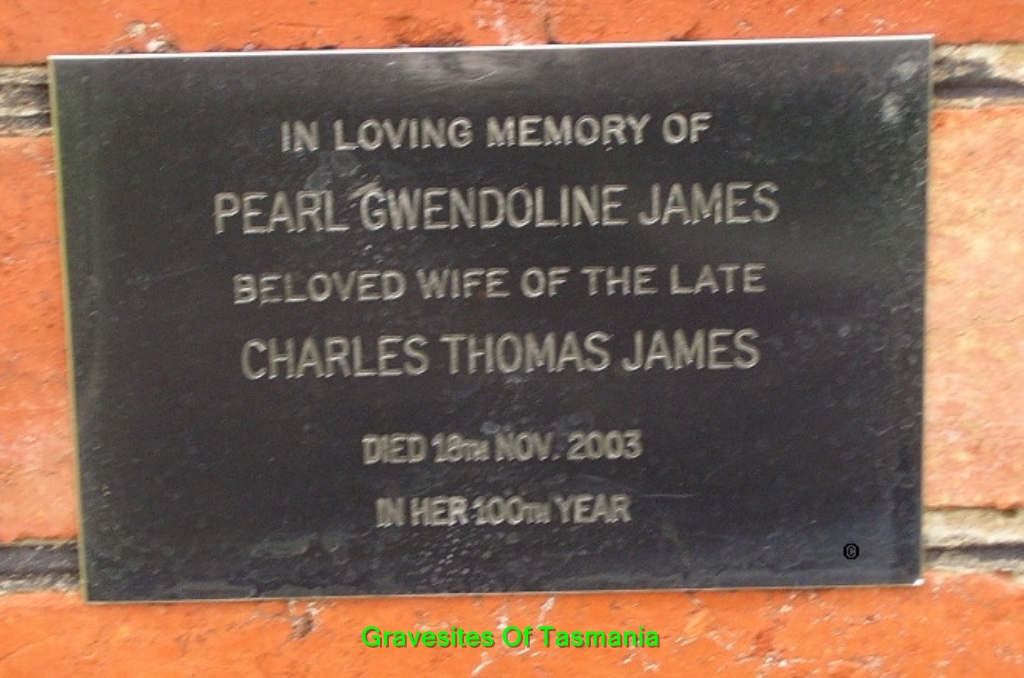 IN LOVING MEMORY OF
PEARL GWENDOLINE JAMES
BELOVED WIFE OF THE LATE
CHARLES THOMAS JAMES
DIED 18TH NOV. 2003
IN HER 100TH YEAR
©
Gravesites Of Tasmania